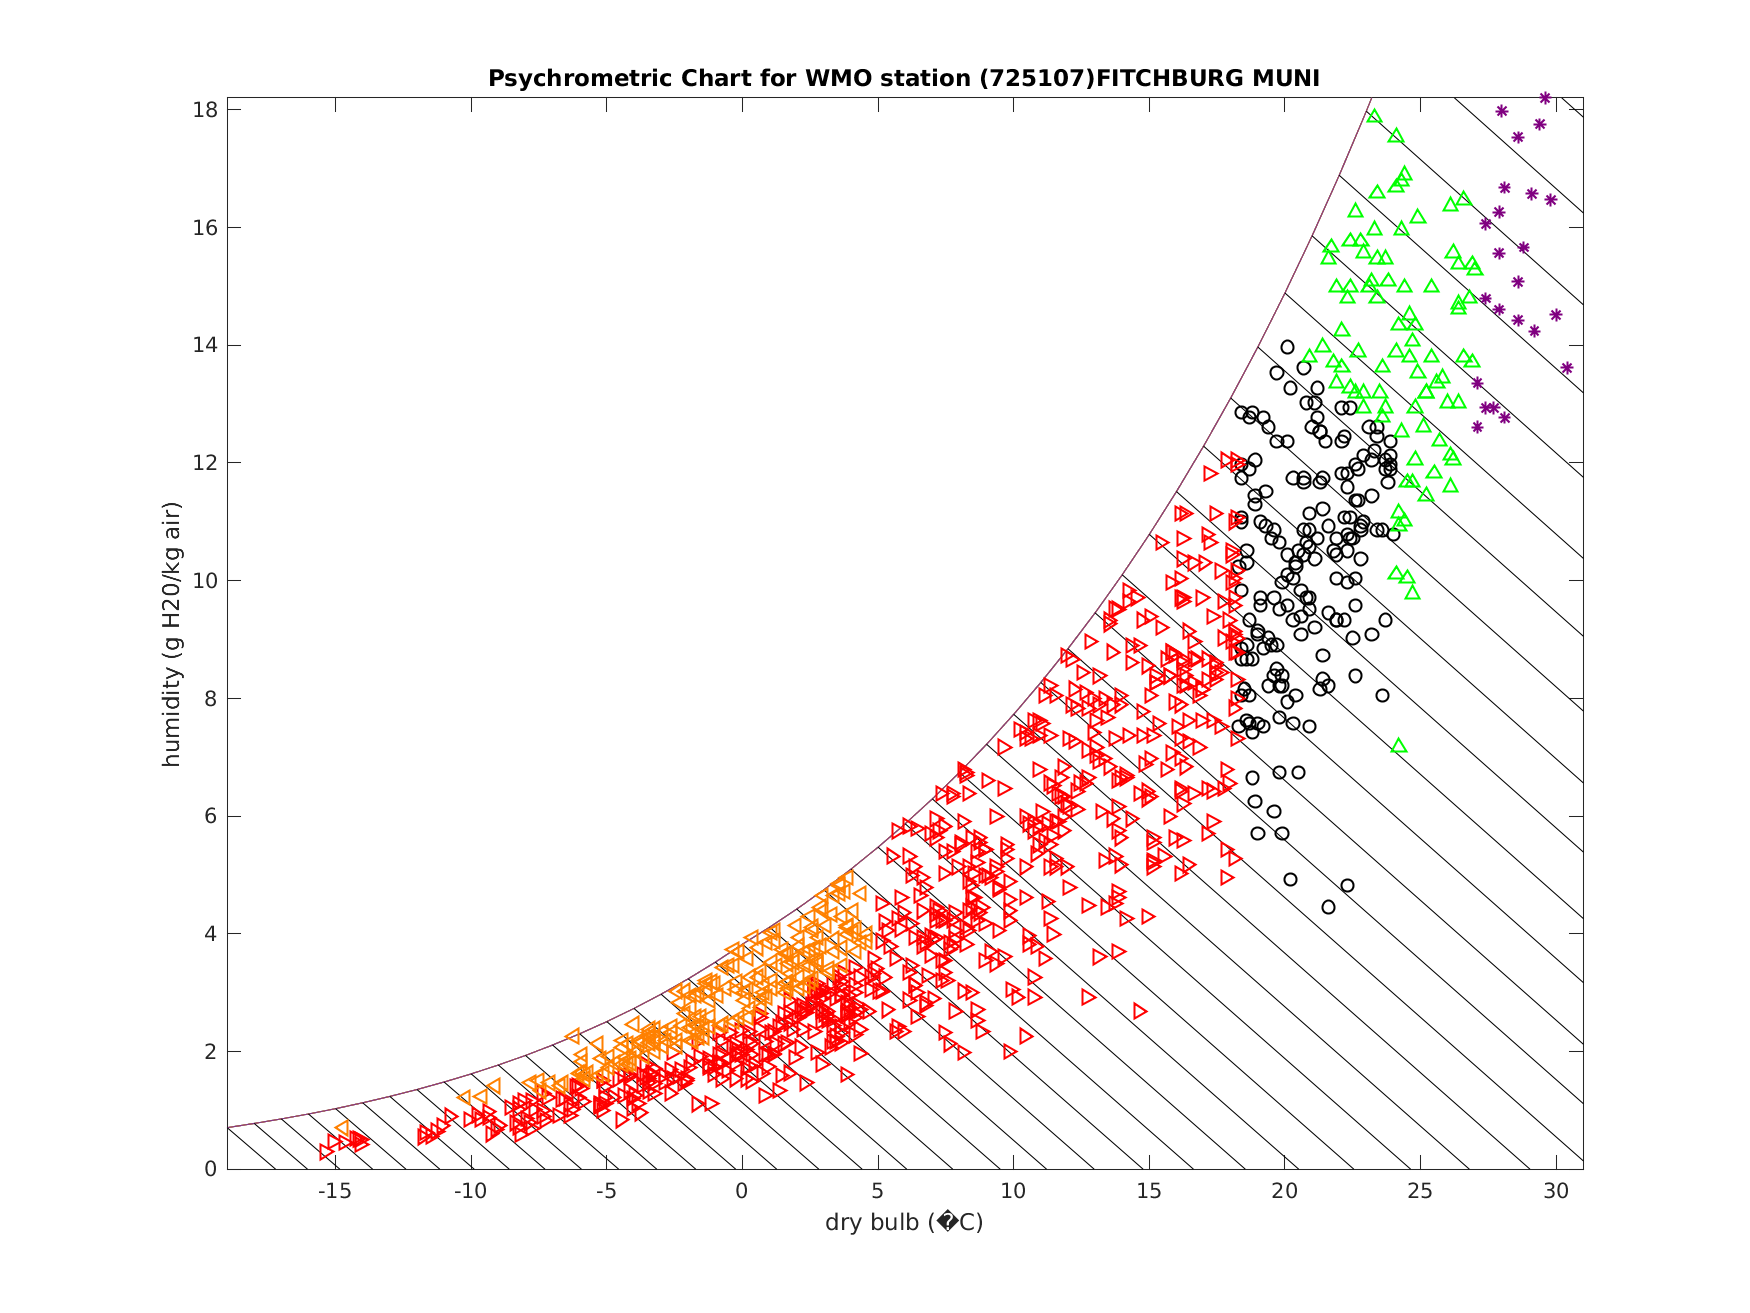 Psychrometric Chart for WMO station (725107)FITCHBURG MUNI
18
16
14
12
10
8
6
4
2
0
humidity (g H20/kg air)
-15 -10 -5 0 5 10 15 20 25 30
dry bulb (�C)